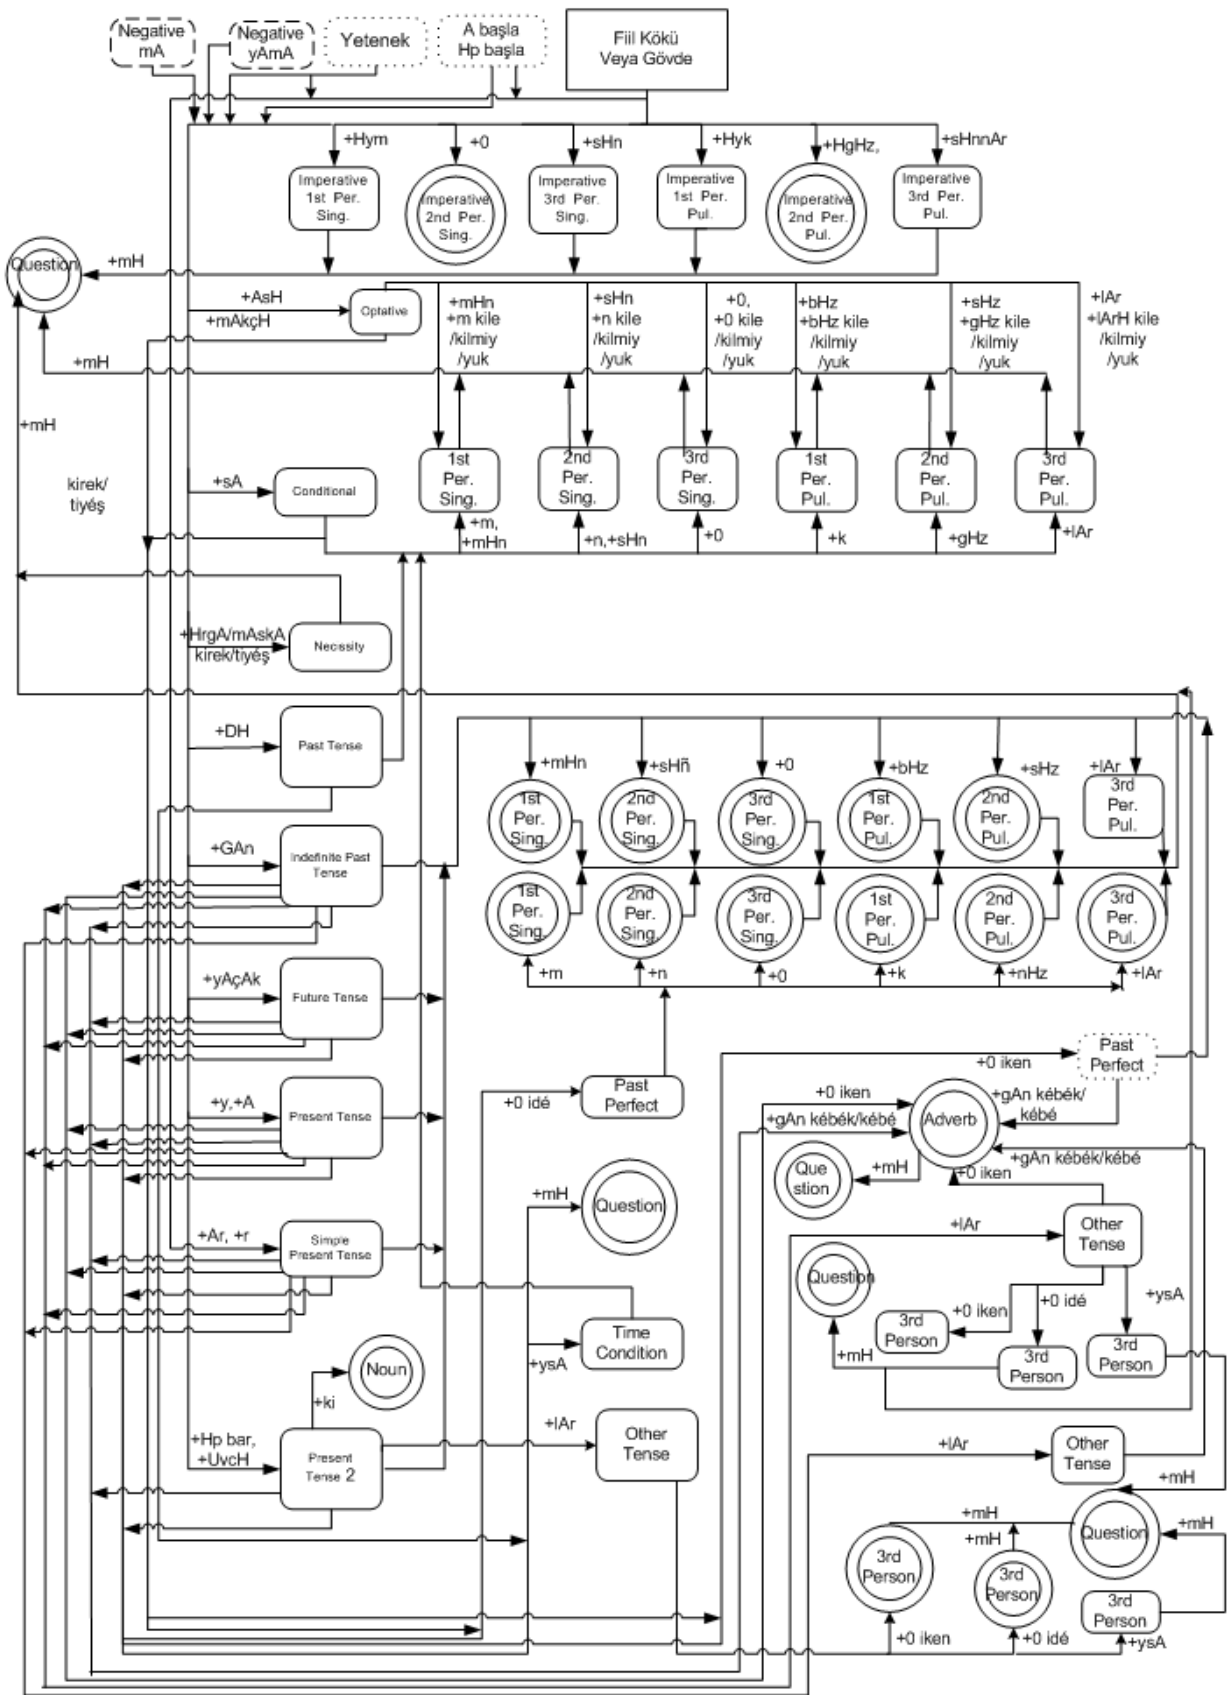 Negative
mA
Negative
yAmA
Yetenek
A başla
Hp başla
Fiil Kökü
Veya Gövde
+Hym
+0
+sHn
+Hyk
+HgHz,
+sHnnAr
Imperative
1st Per.
Sing.
Imperative
2nd Per.
Sing.
Imperative
3rd Per.
Sing.
Imperative
1st Per.
Pul.
Imperative
2nd Per.
Pul.
Imperative
3rd Per.
Pul.
Question
+mH
+AsH
+mAkçH
Optative
+mHn
+m kile
/kilmiy
/yuk
+sHn
+n kile
/kilmiy
/yuk
+0,
+0 kile
/kilmiy
/yuk
+bHz
+bHz kile
/kilmiy
/yuk
+sHz
+gHz kile
/kilmiy
/yuk
+lAr
+lArH kile
/kilmiy
/yuk
+mH
+mH
kirek/
tiyéş
+sA
Conditional
1st
Per.
Sing.
2nd
Per.
Sing.
3rd
Per.
Sing.
1st
Per.
Pul.
2nd
Per.
Pul.
3rd
Per.
Pul.
+m,
+mHn
+n,+sHn
+0
+k
+gHz
+lAr
+HrgA/mAskA
kirek/tiyéş
Necissity
+DH
Past Tense
+mHn
+sHñ
+0
+bHz
+sHz
+lAr
1st
Per.
Sing.
2nd
Per.
Sing.
3rd
Per.
Sing.
1st
Per.
Pul.
2nd
Per.
Pul.
3rd
Per.
Pul.
+GAn
Indefinite Past
Tense
1st
Per.
Sing.
2nd
Per.
Sing.
3rd
Per.
Sing.
1st
Per.
Pul.
2nd
Per.
Pul.
3rd
Per.
Pul.
+m
+n
+0
+k
+nHz
+lAr
+yAçAk
Future Tense
+0 iken
Past
Perfect
+y,+A
Present Tense
+0 idé
Past
Perfect
+0 iken
+gAn kébék/kébé
Adverb
+gAn kébék/
kébé
+gAn kébék/kébé
+0 iken
Que
stion
+mH
+mH
Question
+Ar, +r
Simple
Present Tense
+lAr
Other
Tense
Question
+0 iken
+0 idé
+ysA
3rd
Person
3rd
Person
3rd
Person
+mH
Time
Condition
+ysA
Noun
+ki
+Hp bar,
+UvcH
Present
Tense 2
+lAr
Other
Tense
+lAr
Other
Tense
+mH
+mH
+mH
Question
+mH
3rd
Person
3rd
Person
3rd
Person
+0 iken
+0 idé
+ysA